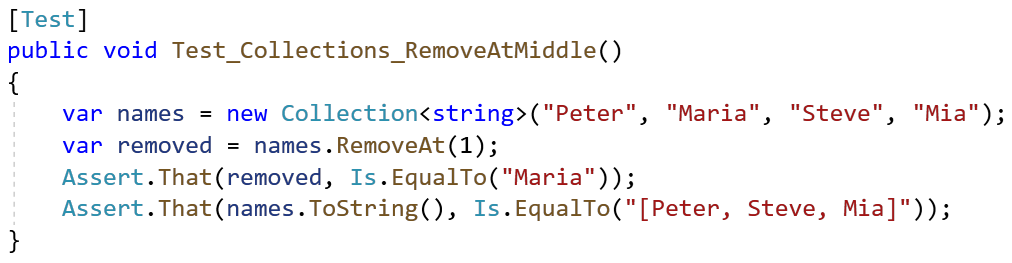 [Test]
public void Test_Collections_RemoveAtMiddle()
{
    var names = new Collection<string>("Peter", "Maria", "Steve", "Mia");
    var removed = names.RemoveAt(1);
    Assert.That(removed, Is.EqualTo("Maria"));
    Assert.That(names.ToString(), Is.EqualTo("[Peter, Steve, Mia]"));
}